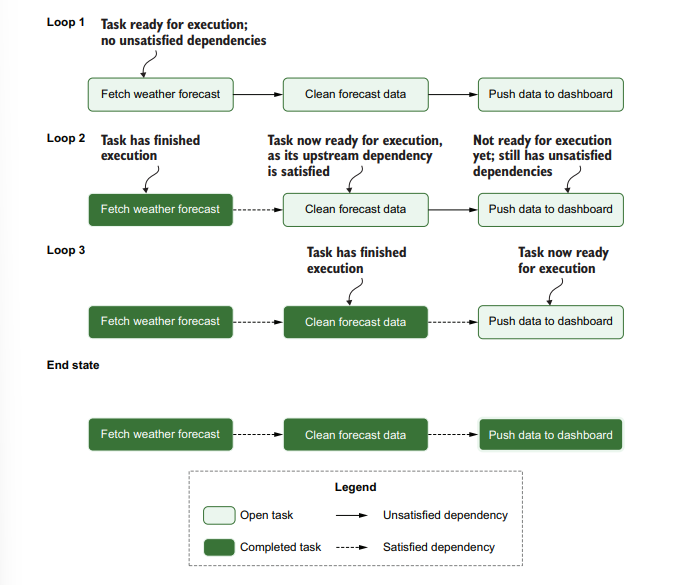 Loop 1
Task ready for execution;
no unsatisfied dependencies
Fetch weather forecast
Clean forecast data
Push data to dashboard
Loop 2
Task has finished
execution
Task now ready for execution,
as its upstream dependency
is satisfied
Not ready for execution
yet; still has unsatisfied
dependencies
Fetch weather forecast
Clean forecast data
Push data to dashboard
Loop 3
Task has finished
execution
Task now ready
for execution
Fetch weather forecast
Clean forecast data
Push data to dashboard
End state
Fetch weather forecast
Clean forecast data
Push data to dashboard
Legend
Open task
Unsatisfied dependency
Completed task
Satisfied dependency